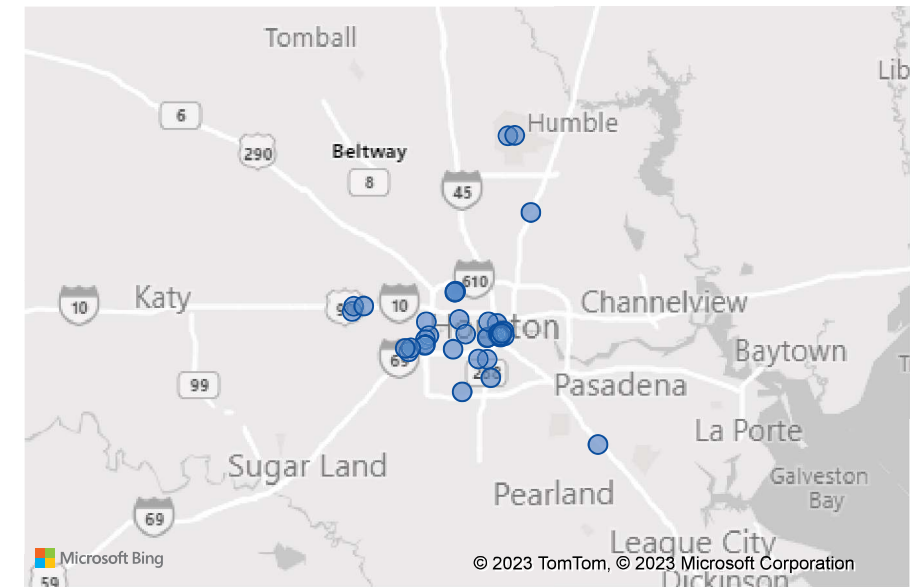 Tomball
Lib
6
Humble
290
Beltway
8
45
610
10
Katy
10
Channelview
Houston
69
Baytown
99
Pasadena
La Porte
Sugar Land
Galveston
Bay
Pearland
69
League City
Microsoft Bing
© 2023 TomTom, © 2023 Microsoft Corporation
59
Dickinson